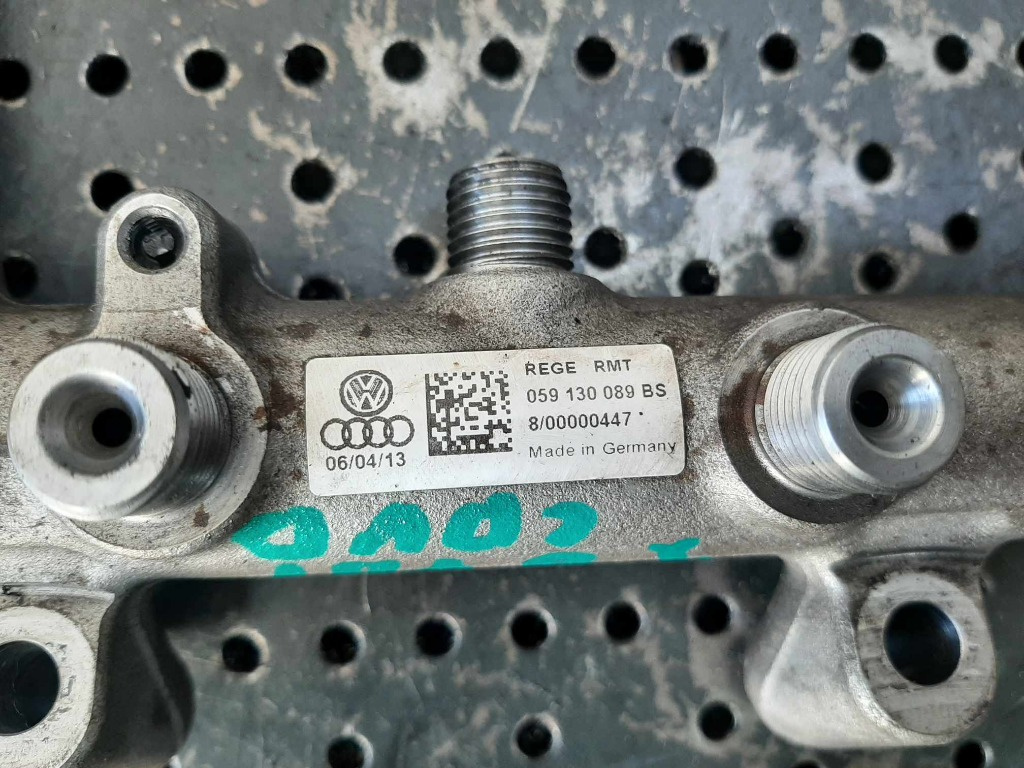 REGE RMT
059 130 089 BS
8/00000447
Made in Germany
06/04/13